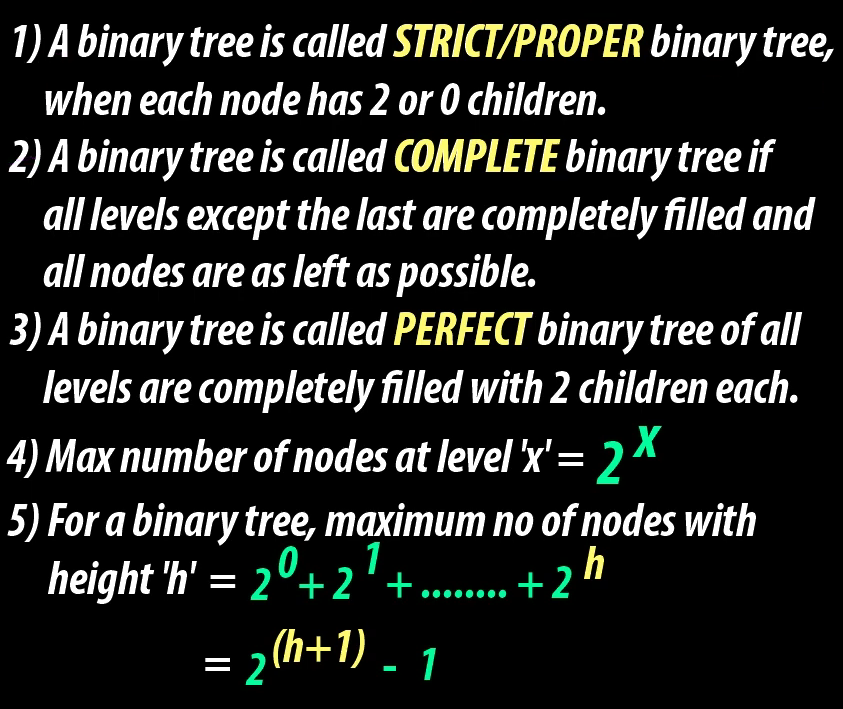 1) A binary tree is called STRICT/PROPER binary tree,
when each node has 2 or 0 children.
2) A binary tree is called COMPLETE binary tree if
all levels except the last are completely filled and
all nodes are as left as possible.
3) A binary tree is called PERFECT binary tree of all
levels are completely filled with 2 children each.
4) Max number of nodes at level 'x' = 2^x
5) For a binary tree, maximum no of nodes with
height 'h' = 2^0 + 2^1 + ........ + 2^h
= 2^(h+1) - 1